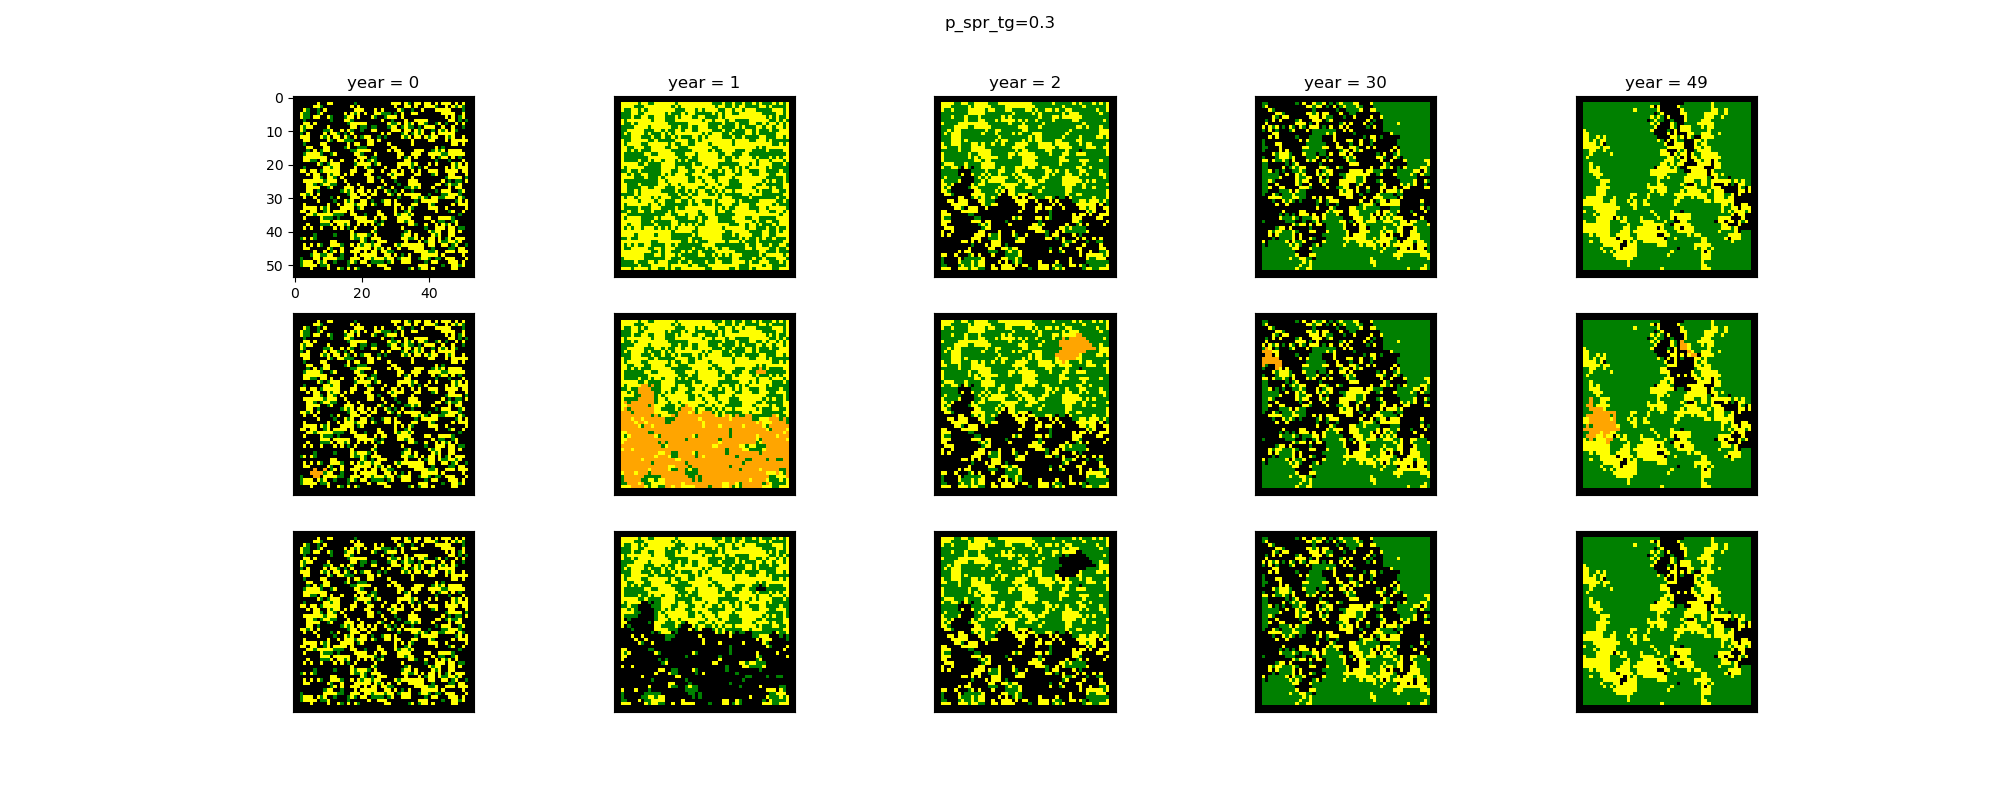 p_spr_tg=0.3
year = 0
year = 1
year = 2
year = 30
year = 49
0
10
20
30
40
50
0
20
40